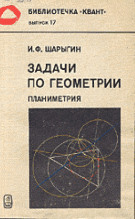 БИБЛИОТЕЧКА «КВАНТ»
ВЫПУСК 17
И.Ф. ШАРЫГИН
ЗАДАЧИ
ПО ГЕОМЕТРИИ
ПЛАНИМЕТРИЯ